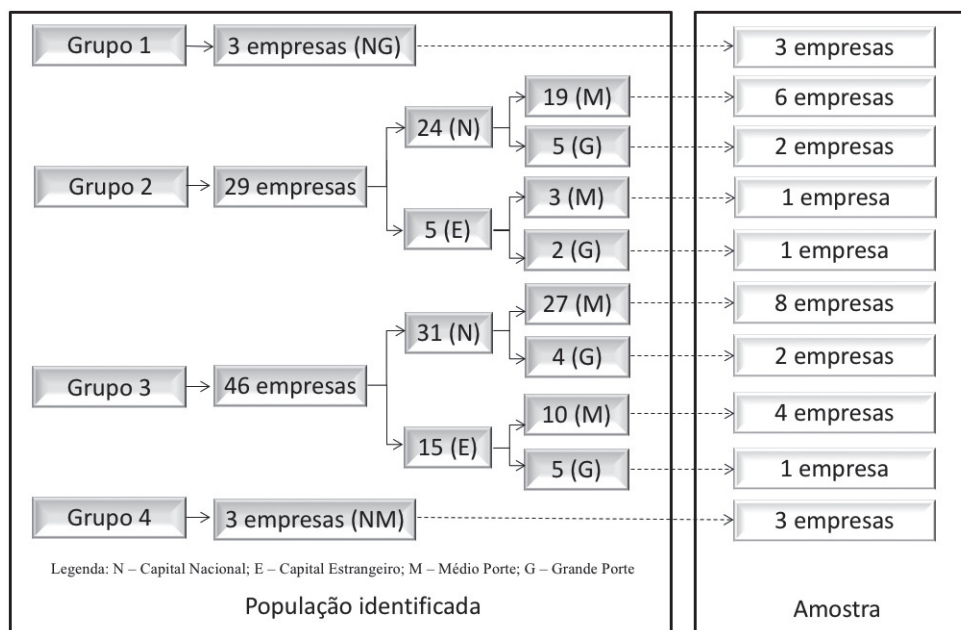 Grupo 1
3 empresas (NG)
3 empresas
19 (M)
6 empresas
24 (N)
5 (G)
2 empresas
Grupo 2
29 empresas
3 (M)
1 empresa
5 (E)
2 (G)
1 empresa
27 (M)
8 empresas
31 (N)
4 (G)
2 empresas
Grupo 3
46 empresas
10 (M)
4 empresas
15 (E)
5 (G)
1 empresa
Grupo 4
3 empresas (NM)
3 empresas
Legenda: N – Capital Nacional; E – Capital Estrangeiro; M – Médio Porte; G – Grande Porte
População identificada
Amostra